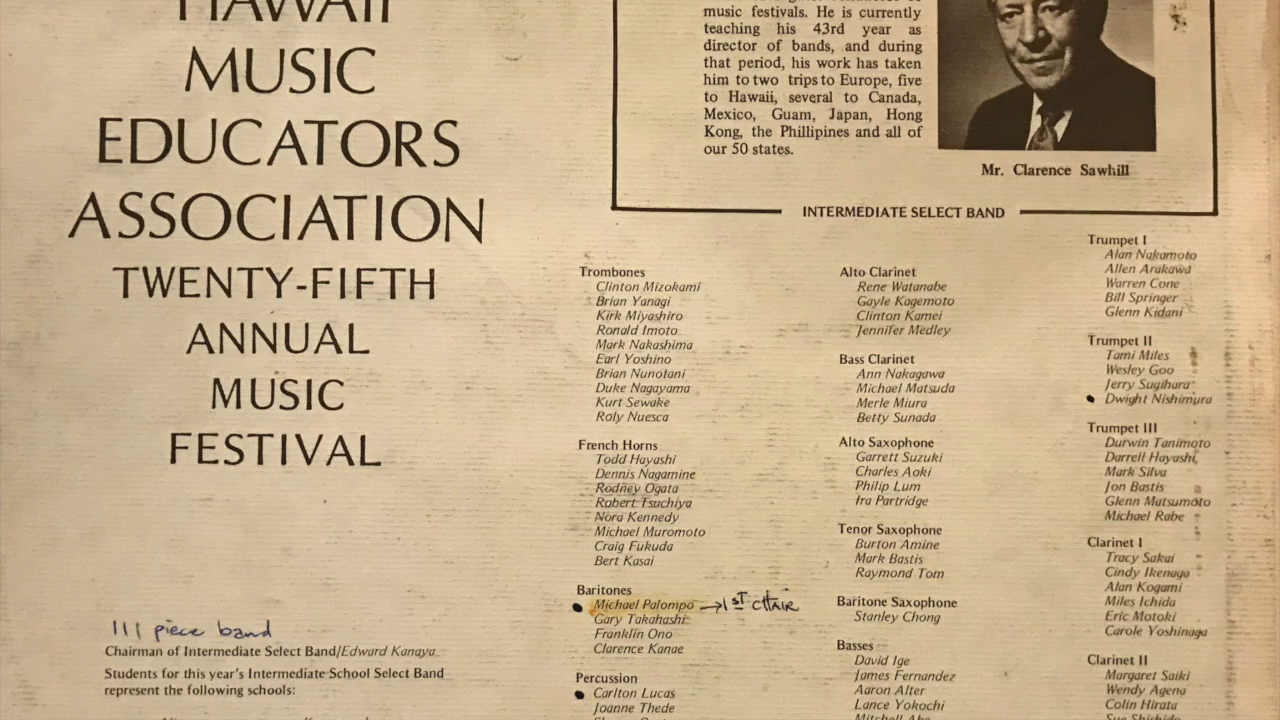 HAWAII
MUSIC
EDUCATORS
ASSOCIATION
TWENTY-FIFTH
ANNUAL
MUSIC
FESTIVAL
111 piece band
Chairman of Intermediate Select Band/Edward Kanaya
Students for this year's Intermediate School Select Band
represent the following schools:
music festivals. He is currently
teaching his 43rd year as
director of bands, and during
that period, his work has taken
him to two trips to Europe, five
to Hawaii, several to Canada,
Mexico, Guam, Japan, Hong
Kong, the Phillipines and all of
our 50 states.
Mr. Clarence Sawhill
INTERMEDIATE SELECT BAND
Trombones
Clinton Mizokami
Brian Yanagi
Kirk Miyashiro
Ronald Imoto
Mark Nakashima
Earl Yoshino
Brian Nunotani
Duke Nagayama
Kurt Sewake
Roly Nuesca
French Horns
Todd Hayashi
Dennis Nagamine
Rodney Ogata
Robert Tsuchiya
Nora Kennedy
Michael Muromoto
Craig Fukuda
Bert Kasai
Baritones
Michael Palompo → 1ST CHAIR
Gary Takahashi
Franklin Ono
Clarence Kanae
Percussion
Carlton Lucas
Joanne Thede
Alto Clarinet
Rene Watanabe
Gayle Kagemoto
Clinton Kamei
Jennifer Medley
Bass Clarinet
Ann Nakagawa
Michael Matsuda
Merle Miura
Betty Sunada
Alto Saxophone
Garrett Suzuki
Charles Aoki
Philip Lum
Ira Partridge
Tenor Saxophone
Burton Amine
Mark Bastis
Raymond Tom
Baritone Saxophone
Stanley Chong
Basses
David Ige
James Fernandez
Aaron Alter
Lance Yokochi
Mitchell
Trumpet I
Alan Nakamoto
Allen Arakawa
Warren Cone
Bill Springer
Glenn Kidani
Trumpet II
Tami Miles
Wesley Goo
Jerry Sugihara
Dwight Nishimura
Trumpet III
Durwin Tanimoto
Darrell Hayashi
Mark Silva
Jon Bastis
Glenn Matsumoto
Michael Rabe
Clarinet I
Tracy Sakai
Cindy Ikenaga
Alan Kogami
Miles Ichida
Eric Motoki
Carole Yoshinaga
Clarinet II
Margaret Saiki
Wendy Agena
Colin Hirata